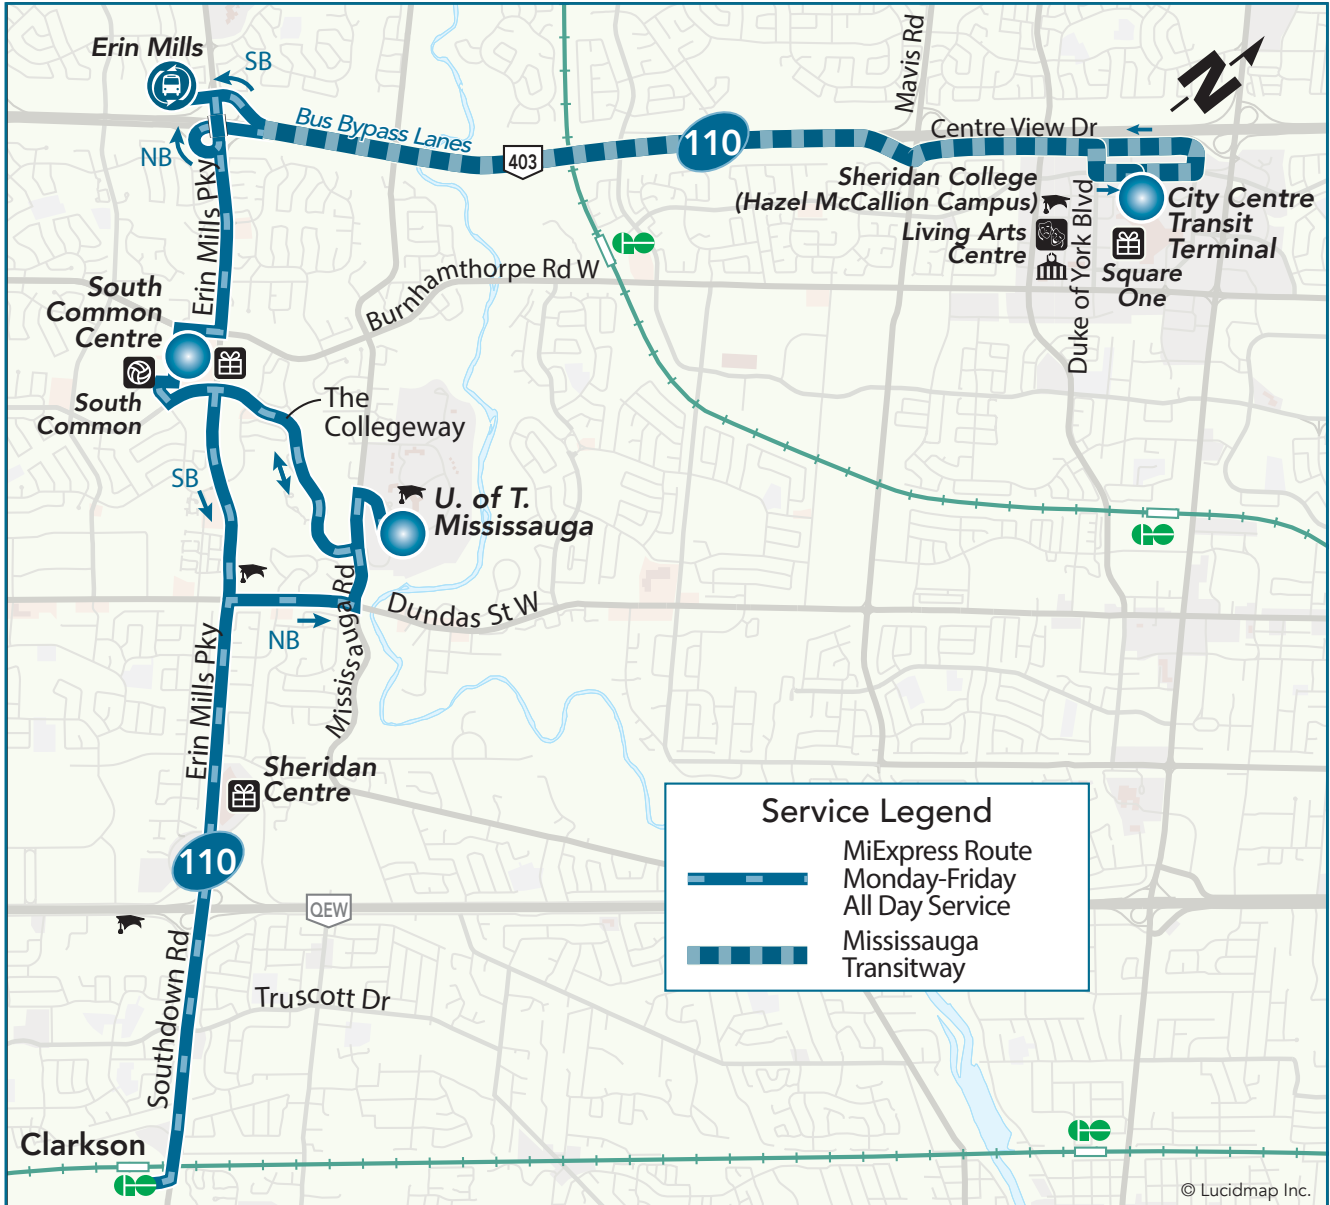 Erin Mills
SB
NB
Bus Bypass Lanes
403
110
Mavis Rd
N
Centre View Dr
Sheridan College
(Hazel McCallion Campus)
Living Arts
Centre
Duke of York Blvd
City Centre
Transit
Terminal
Square
One
Erin Mills Pky
Burnhamthorpe Rd W
GO
South
Common
Centre
South
Common
The
Collegeway
SB
U. of T.
Mississauga
GO
Mississauga Rd
Dundas St W
NB
Erin Mills Pky
Sheridan
Centre
110
QEW
Southdown Rd
Truscott Dr
Service Legend
MiExpress Route
Monday-Friday
All Day Service
Mississauga
Transitway
Clarkson
GO
GO
© Lucidmap Inc.